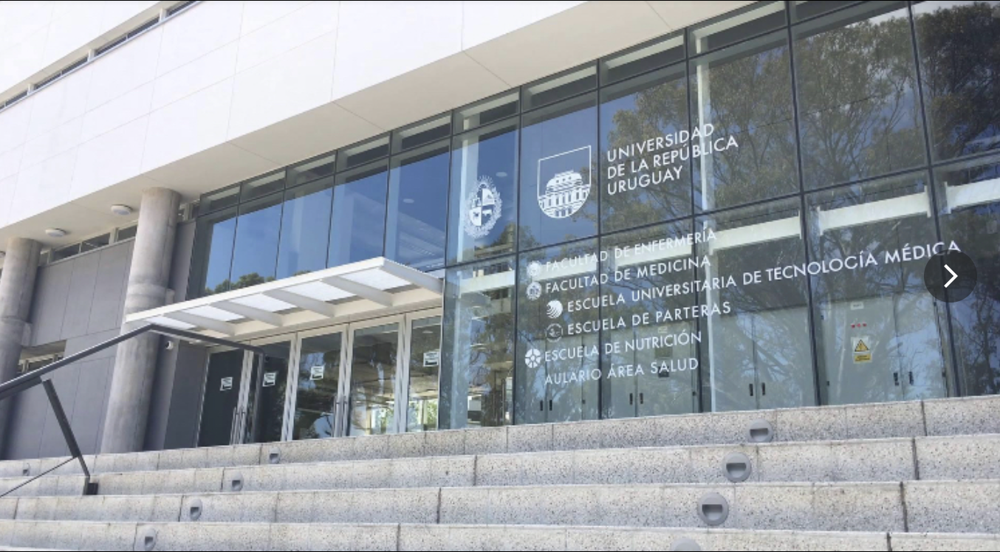 UNIVERSIDAD
DE LA REPÚBLICA
URUGUAY
FACULTAD DE ENFERMERÍA
FACULTAD DE MEDICINA
ESCUELA UNIVERSITARIA DE TECNOLOGÍA MÉDICA
ESCUELA DE PARTERAS
ESCUELA DE NUTRICIÓN
AULARIO ÁREA SALUD